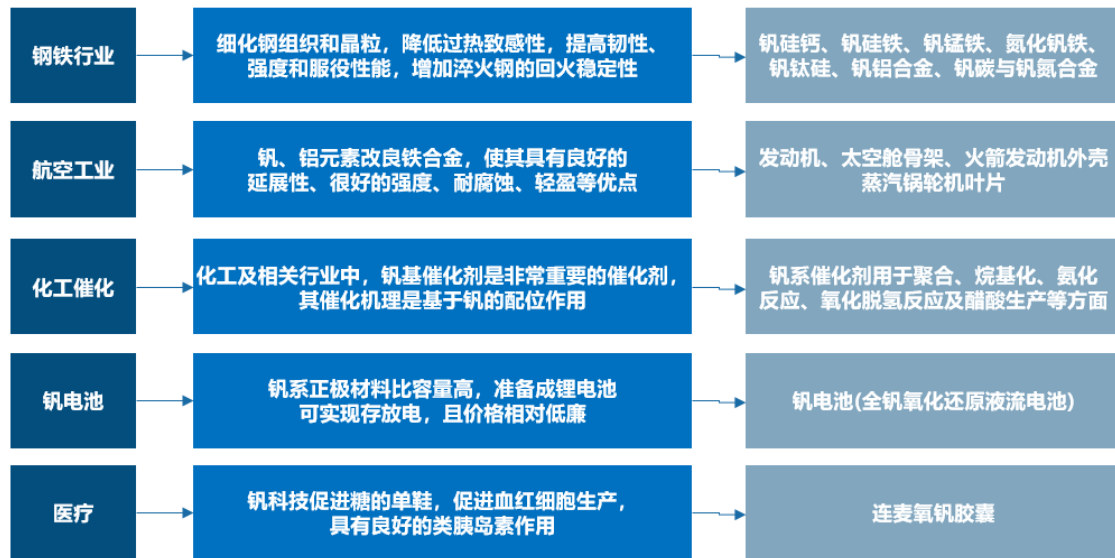 钢铁行业
细化钢组织和晶粒，降低过热致感性，提高韧性、
强度和服役性能，增加淬火钢的回火稳定性
钒硅钙、钒硅铁、钒锰铁、氮化钒铁、
钒钛硅、钒铝合金、钒碳与钒氮合金
航空工业
钒、铝元素改良铁合金，使其具有良好的
延展性、很好的强度、耐腐蚀、轻盈等优点
发动机、太空舱骨架、火箭发动机外壳
蒸汽锅轮机叶片
化工催化
化工及相关行业中，钒基催化剂是非常重要的催化剂，
其催化机理是基于钒的配位作用
钒系催化剂用于聚合、烷基化、氨化
反应、氧化脱氢反应及醋酸生产等方面
钒电池
钒系正极材料比容量高，准备成锂电池
可实现存放电，且价格相对低廉
钒电池(全钒氧化还原液流电池)
医疗
钒科技促进糖的单鞋，促进血红细胞生产，
具有良好的类胰岛素作用
连麦氧钒胶囊